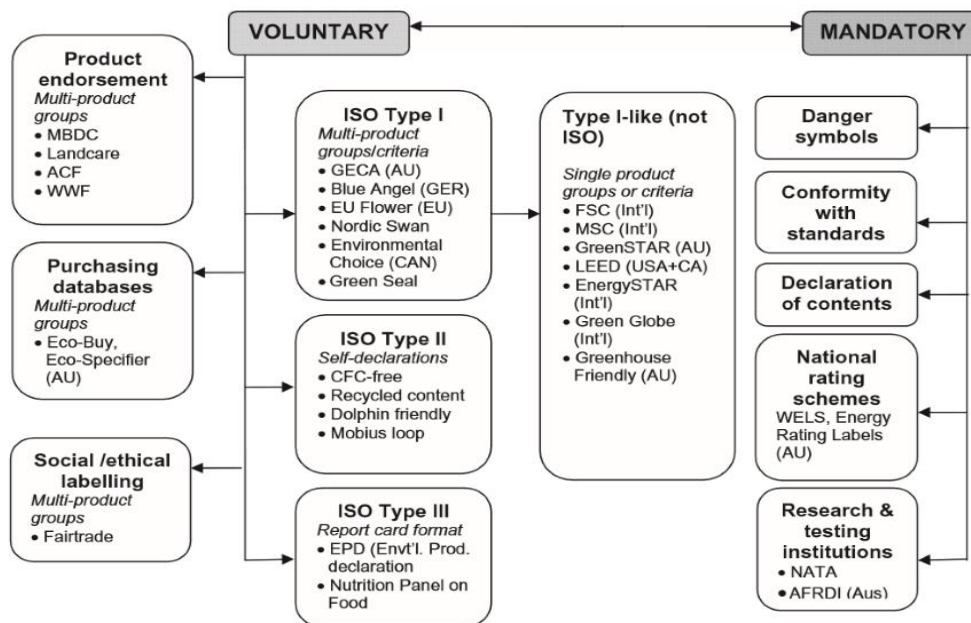 VOLUNTARY
MANDATORY
Product
endorsement
Multi-product
groups
• MBDC
• Landcare
• ACF
• WWF
Purchasing
databases
Multi-product
groups
• Eco-Buy,
Eco-Specifier
(AU)
Social /ethical
labelling
Multi-product
groups
• Fairtrade
ISO Type I
Multi-product
groups/criteria
• GECA (AU)
• Blue Angel (GER)
• EU Flower (EU)
• Nordic Swan
• Environmental
Choice (CAN)
• Green Seal
ISO Type II
Self-declarations
• CFC-free
• Recycled content
• Dolphin friendly
• Mobius loop
ISO Type III
Report card format
• EPD (Envt'l. Prod.
declaration
• Nutrition Panel on
Food
Type I-like (not
ISO)
Single product
groups or criteria
• FSC (Int'l)
• MSC (Int'l)
• GreenSTAR (AU)
• LEED (USA+CA)
• EnergySTAR
(Int'l)
• Green Globe
(Int'l)
• Greenhouse
Friendly (AU)
Danger
symbols
Conformity
with
standards
Declaration
of contents
National
rating
schemes
WELS, Energy
Rating Labels
(AU)
Research &
testing
institutions
• NATA
• AFRDI (Aus)